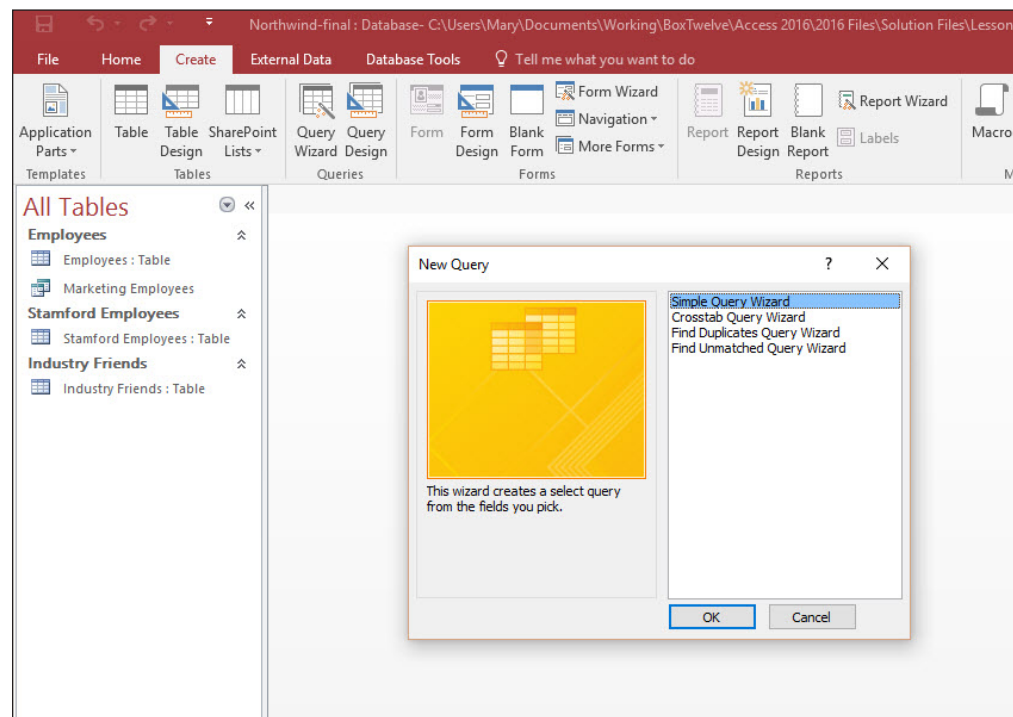 Northwind-final : Database- C:\Users\Mary\Documents\Working\BoxTwelve\Access 2016\2016 Files\Solution Files\Lesson
File Home Create External Data Database Tools Tell me what you want to do
Application Parts
Table
Table Design
SharePoint Lists
Query Wizard
Query Design
Form
Form Design
Blank Form
Form Wizard
Navigation
More Forms
Report
Report Design
Blank Report
Report Wizard
Labels
Macro
Templates Tables Queries Forms Reports M
All Tables
Employees
Employees : Table
Marketing Employees
Stamford Employees
Stamford Employees : Table
Industry Friends
Industry Friends : Table
New Query ?
Simple Query Wizard
Crosstab Query Wizard
Find Duplicates Query Wizard
Find Unmatched Query Wizard
This wizard creates a select query
from the fields you pick.
OK Cancel